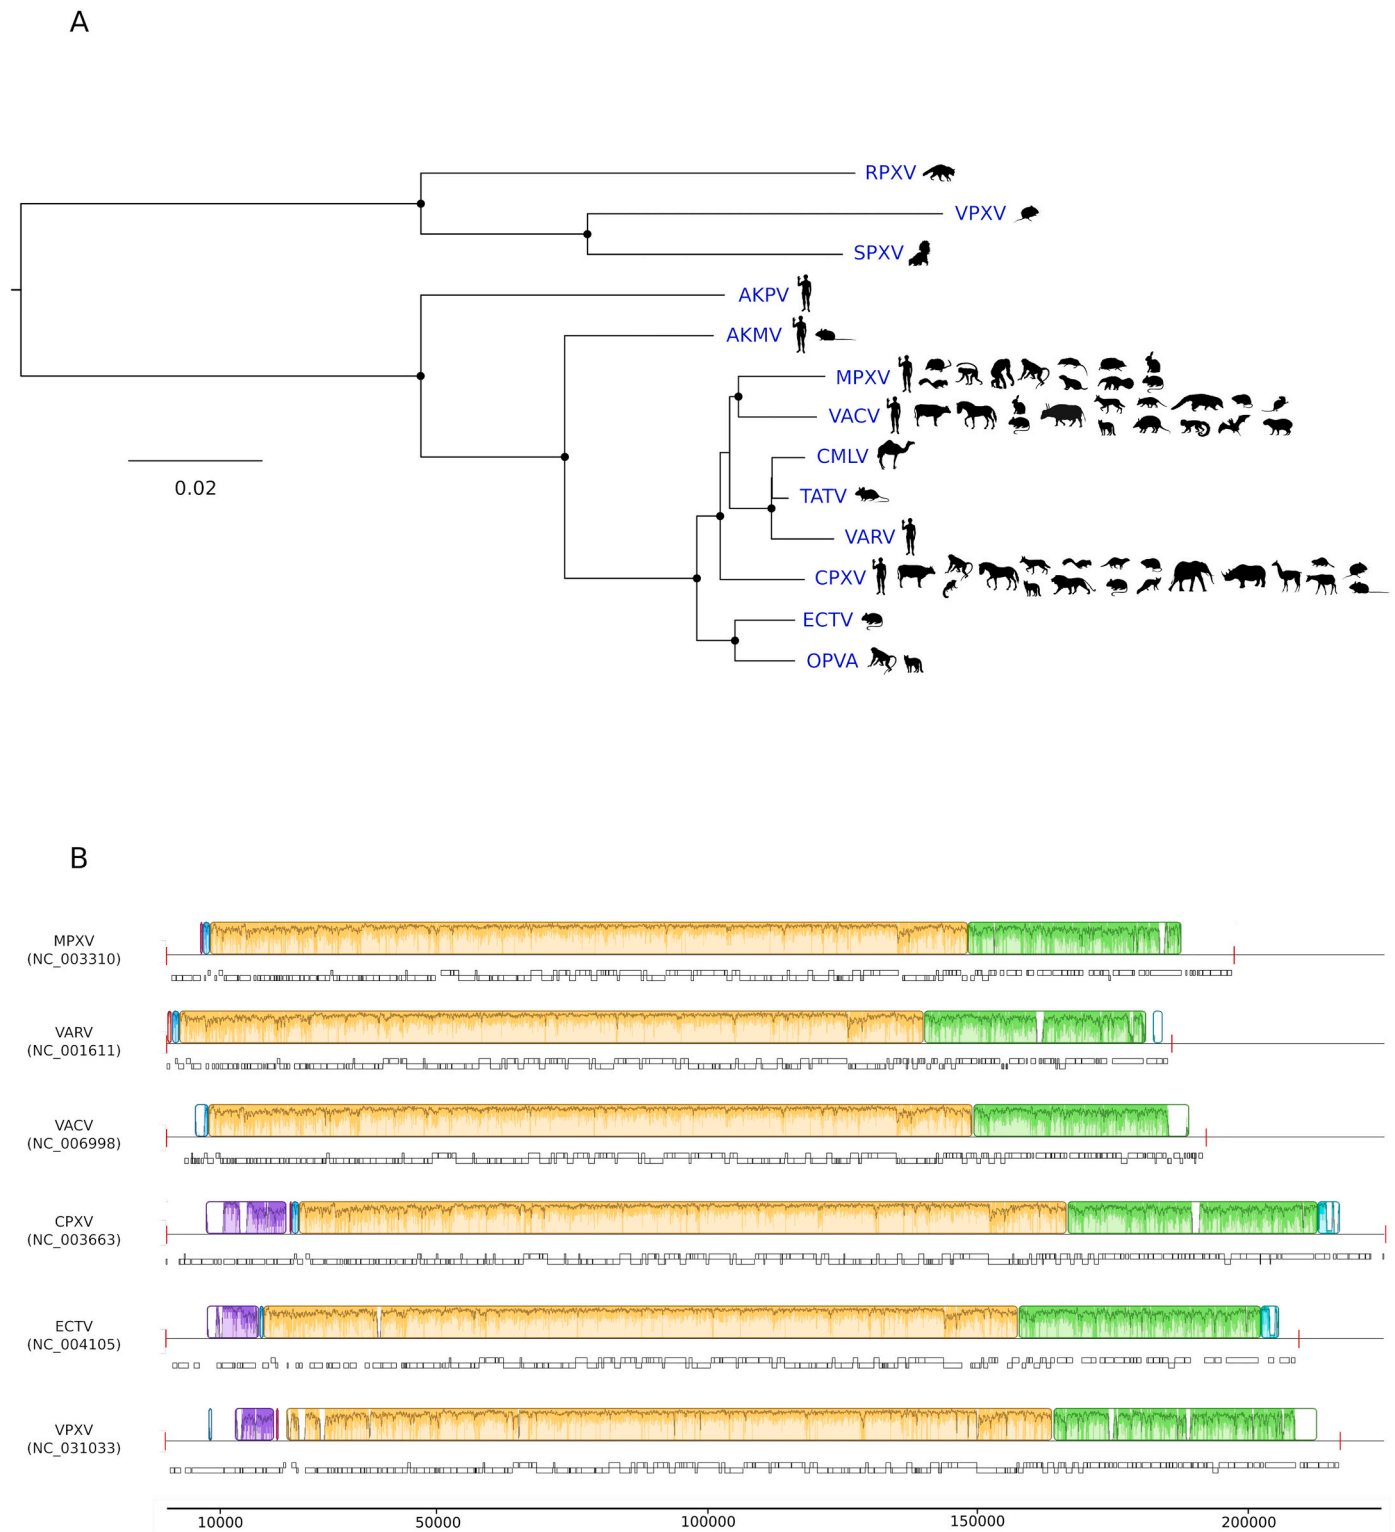 A
RPXV
VPXV
SPXV
AKPV
AKMV
MPXV
VACV
CMLV
0.02
TATV
VARV
CPXV
ECTV
OPVA
B
MPXV
(NC_003310)
VARV
(NC_001611)
VACV
(NC_006998)
CPXV
(NC_003663)
ECTV
(NC_004105)
VPXV
(NC_031033)
10000 50000 100000 150000 200000